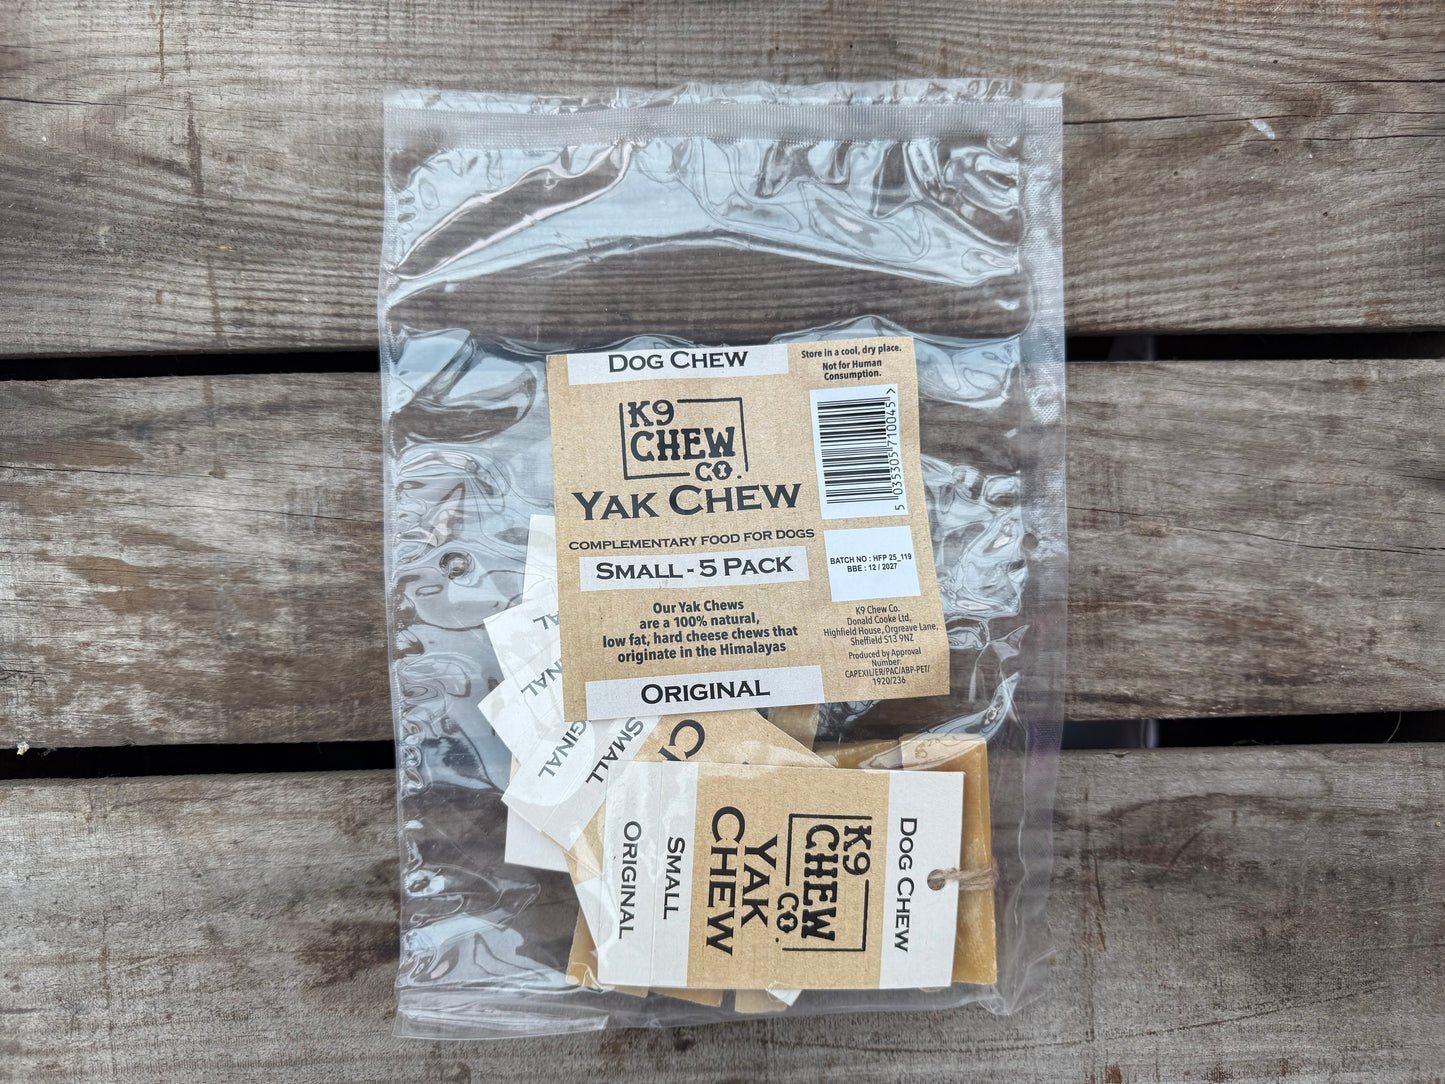 DOG CHEW
K9
CHEW
CO.
YAK CHEW
COMPLEMENTARY FOOD FOR DOGS
SMALL - 5 PACK
Our Yak Chews
are a 100% natural,
low fat, hard cheese chews that
originate in the Himalayas
ORIGINAL
Store in a cool, dry place.
Not for Human
Consumption.
5 035305 710045 >
BATCH NO : HFP 25_119
BBE : 12 / 2027
K9 Chew Co.
Donald Cooke Ltd,
Highfield House, Orgreave Lane,
Sheffield S13 9NZ
Produced by Approval
Number:
CAPEXIL/ER/PAC/ABP-PET/
1920/236
DOG CHEW
K9
CHEW
CO.
YAK
CHEW
SMALL
ORIGINAL
SMALL